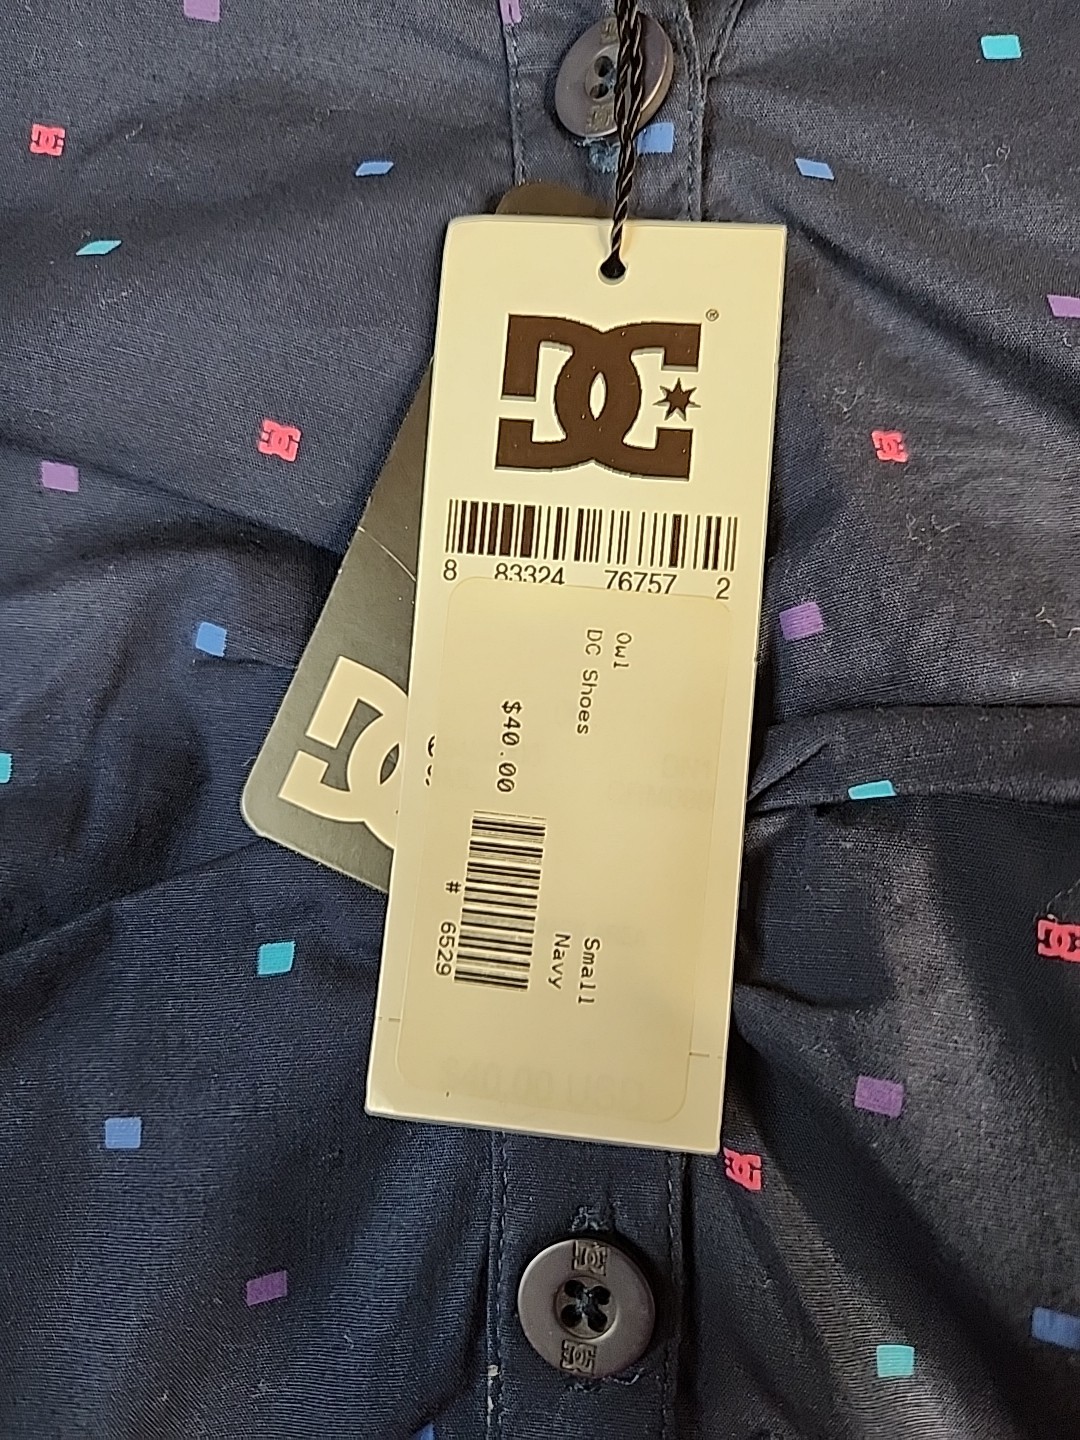 DC
®
8 83324 76757 2
Owl
DC Shoes
$40.00
Small
Navy
# 6529